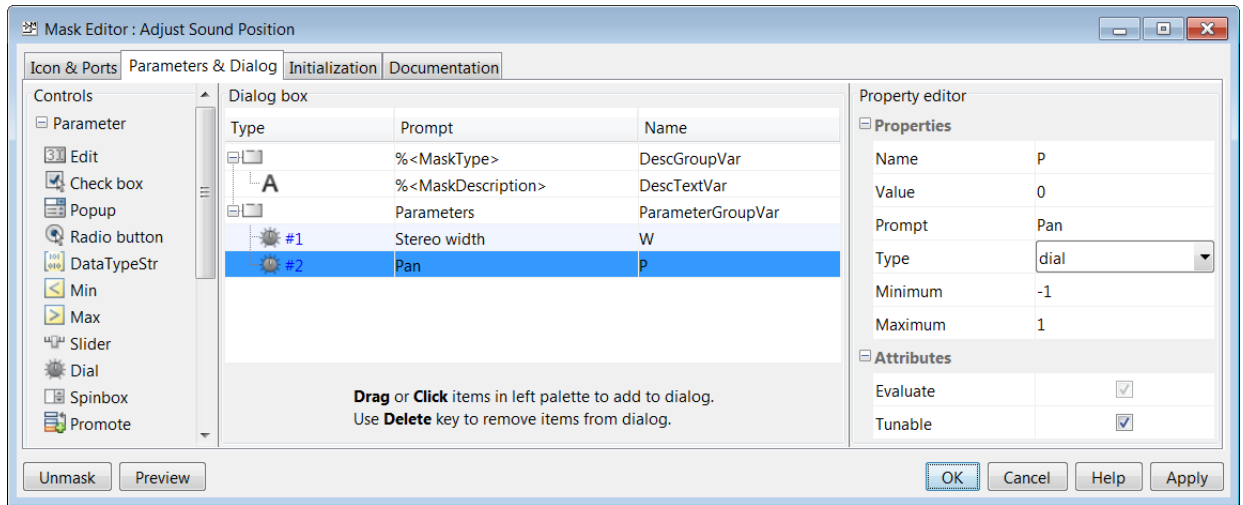 Mask Editor : Adjust Sound Position
Icon & Ports Parameters & Dialog Initialization Documentation
Controls
Parameter
Edit
Check box
Popup
Radio button
DataTypeStr
Min
Max
Slider
Dial
Spinbox
Promote
Dialog box
Type Prompt Name
%<MaskType> DescGroupVar
A %<MaskDescription> DescTextVar
Parameters ParameterGroupVar
#1 Stereo width W
#2 Pan P
Drag or Click items in left palette to add to dialog.
Use Delete key to remove items from dialog.
Property editor
Properties
Name P
Value 0
Prompt Pan
Type dial
Minimum -1
Maximum 1
Attributes
Evaluate
Tunable
Unmask Preview OK Cancel Help Apply